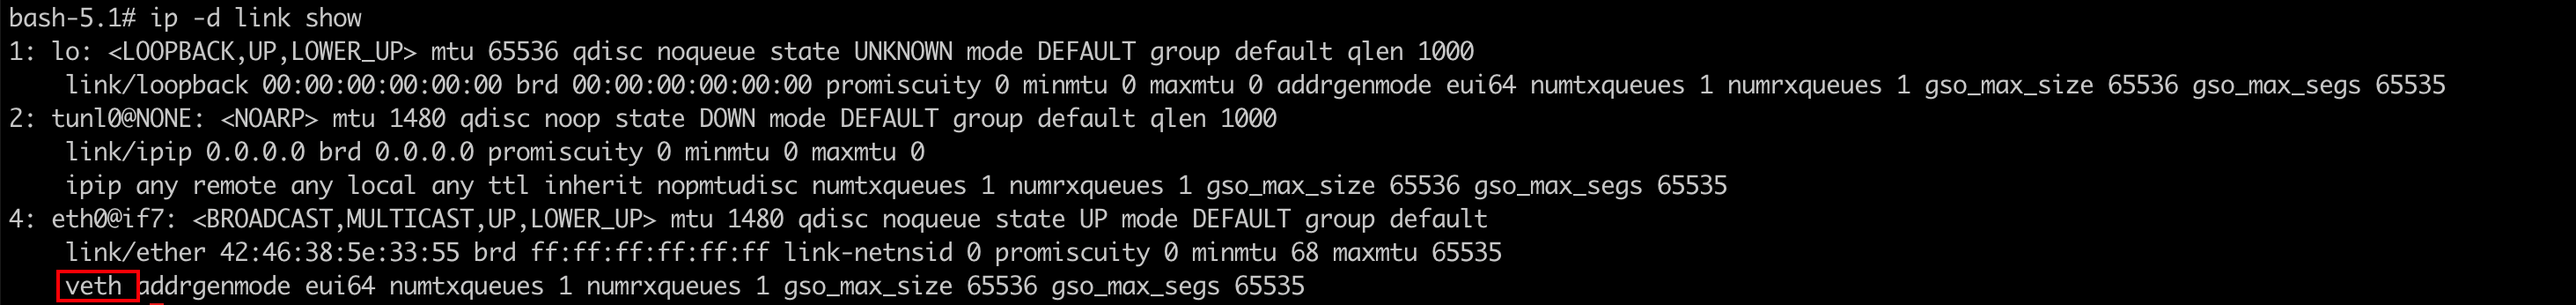 bash-5.1# ip -d link show
1: lo: <LOOPBACK,UP,LOWER_UP> mtu 65536 qdisc noqueue state UNKNOWN mode DEFAULT group default qlen 1000
    link/loopback 00:00:00:00:00:00 brd 00:00:00:00:00:00 promiscuity 0 minmtu 0 maxmtu 0 addrgenmode eui64 numtxqueues 1 numrxqueues 1 gso_max_size 65536 gso_max_segs 65535
2: tunl0@NONE: <NOARP> mtu 1480 qdisc noop state DOWN mode DEFAULT group default qlen 1000
    link/ipip 0.0.0.0 brd 0.0.0.0 promiscuity 0 minmtu 0 maxmtu 0
    ipip any remote any local any ttl inherit nopmtudisc numtxqueues 1 numrxqueues 1 gso_max_size 65536 gso_max_segs 65535
4: eth0@if7: <BROADCAST,MULTICAST,UP,LOWER_UP> mtu 1480 qdisc noqueue state UP mode DEFAULT group default
    link/ether 42:46:38:5e:33:55 brd ff:ff:ff:ff:ff:ff link-netnsid 0 promiscuity 0 minmtu 68 maxmtu 65535
    veth addrgenmode eui64 numtxqueues 1 numrxqueues 1 gso_max_size 65536 gso_max_segs 65535